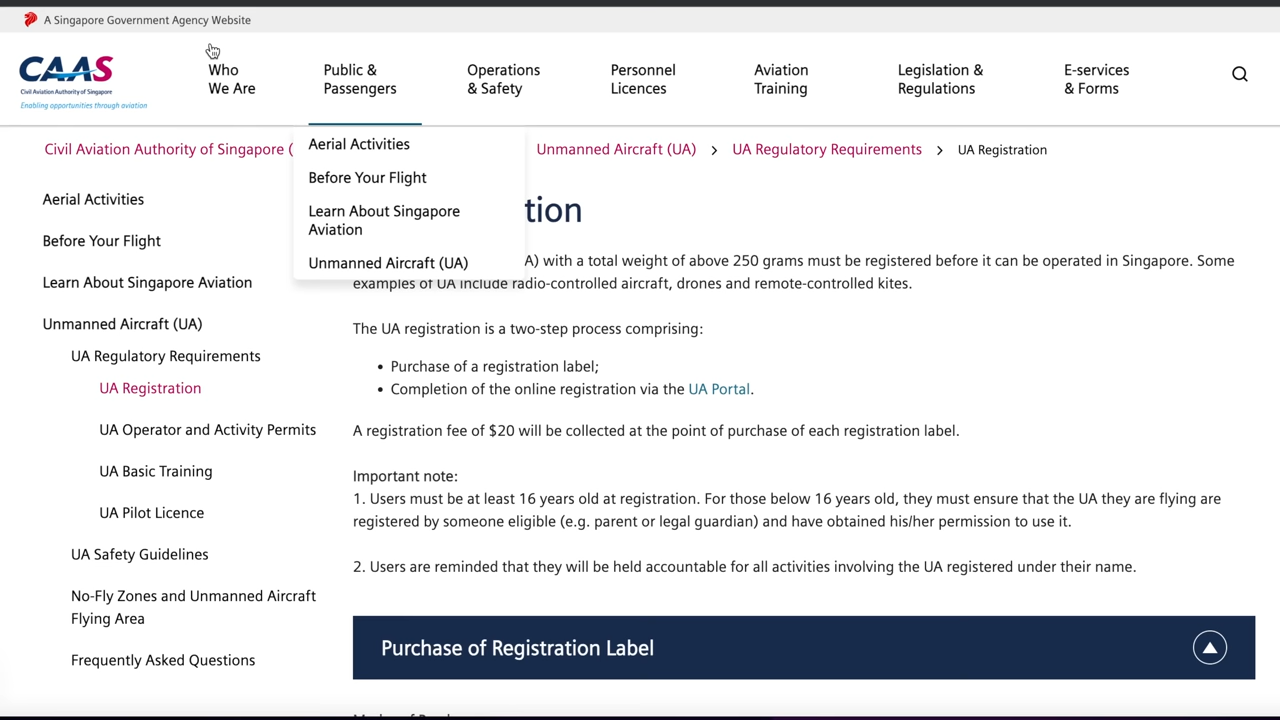 A Singapore Government Agency Website
CAAS
Civil Aviation Authority of Singapore
Enabling opportunities through aviation
Who
We Are
Public &
Passengers
Operations
& Safety
Personnel
Licences
Aviation
Training
Legislation &
Regulations
E-services
& Forms
Civil Aviation Authority of Singapore (
Unmanned Aircraft (UA) > UA Regulatory Requirements > UA Registration
Aerial Activities
Before Your Flight
Learn About Singapore
Aviation
Unmanned Aircraft (UA)
Aerial Activities
Before Your Flight
Learn About Singapore Aviation
Unmanned Aircraft (UA)
UA Regulatory Requirements
UA Registration
UA Operator and Activity Permits
UA Basic Training
UA Pilot Licence
UA Safety Guidelines
No-Fly Zones and Unmanned Aircraft
Flying Area
Frequently Asked Questions
tion
A) with a total weight of above 250 grams must be registered before it can be operated in Singapore. Some
examples of UA include radio-controlled aircraft, drones and remote-controlled kites.
The UA registration is a two-step process comprising:
• Purchase of a registration label;
• Completion of the online registration via the UA Portal.
A registration fee of $20 will be collected at the point of purchase of each registration label.
Important note:
1. Users must be at least 16 years old at registration. For those below 16 years old, they must ensure that the UA they are flying are
registered by someone eligible (e.g. parent or legal guardian) and have obtained his/her permission to use it.
2. Users are reminded that they will be held accountable for all activities involving the UA registered under their name.
Purchase of Registration Label